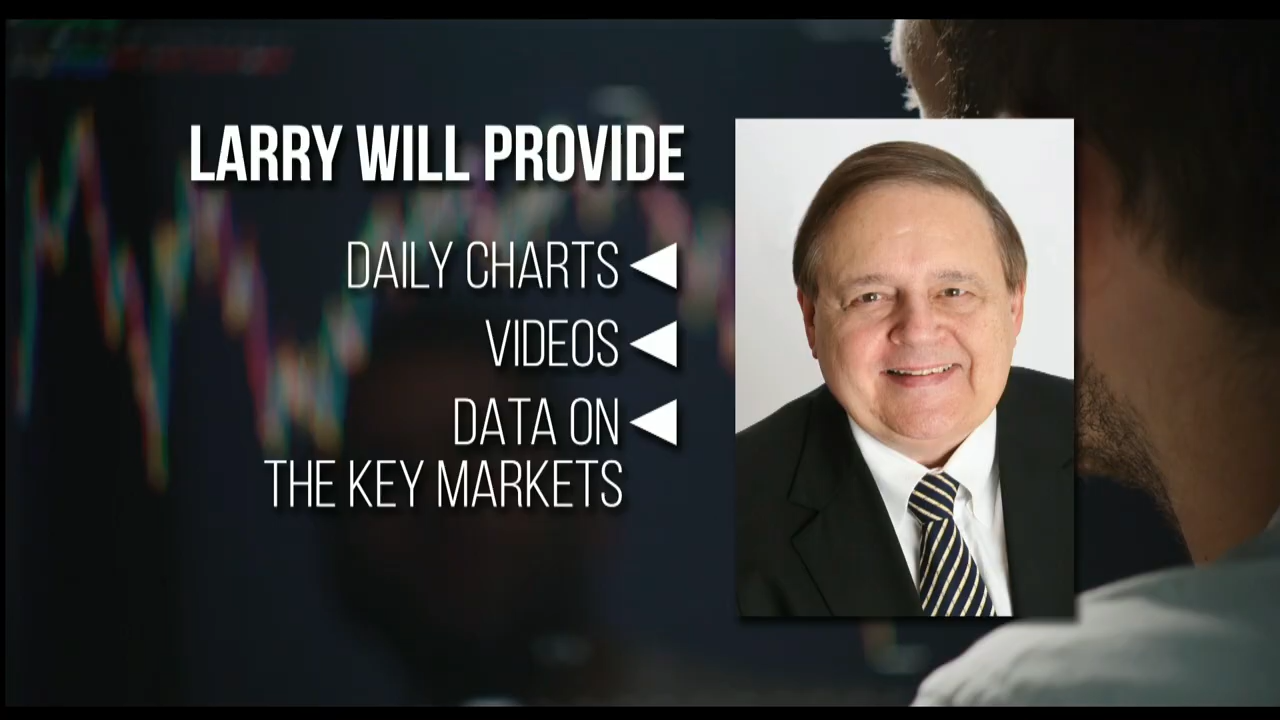 LARRY WILL PROVIDE
DAILY CHARTS
VIDEOS
DATA ON
THE KEY MARKETS